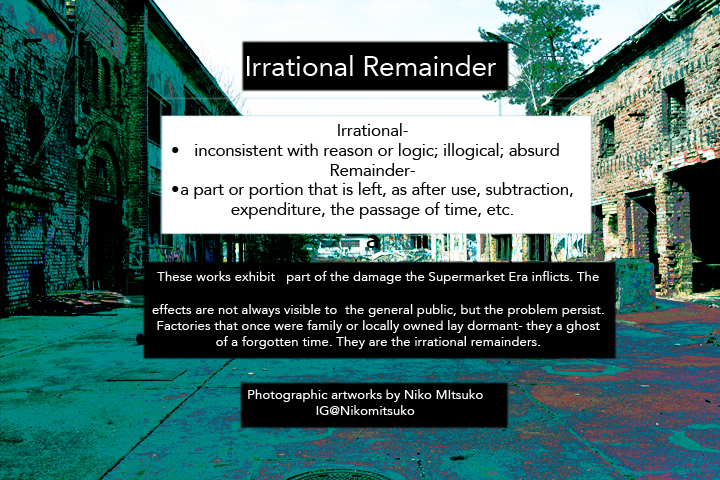 Irrational Remainder
Irrational-
• inconsistent with reason or logic; illogical; absurd
Remainder-
•a part or portion that is left, as after use, subtraction,
expenditure, the passage of time, etc.
a
These works exhibit part of the damage the Supermarket Era inflicts. The
effects are not always visible to the general public, but the problem persist.
Factories that once were family or locally owned lay dormant- they a ghost
of a forgotten time. They are the irrational remainders.
Photographic artworks by Niko MItsuko
IG@Nikomitsuko